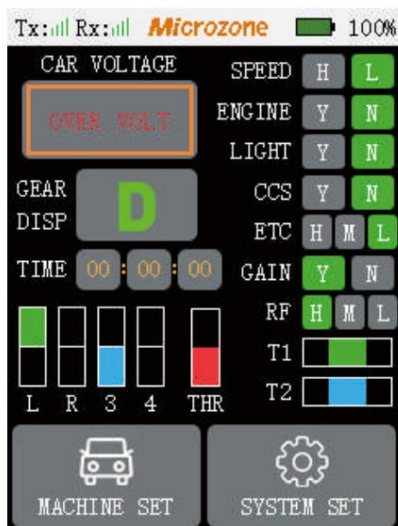 Tx: Rx: Microzone 100%
CAR VOLTAGE
OVER VOLT
GEAR DISP D
TIME 00 : 00 : 00
L R 3 4 THR
SPEED H L
ENGINE Y N
LIGHT Y N
CCS Y N
ETC H M L
GAIN Y N
RF H M L
T1
T2
MACHINE SET
SYSTEM SET